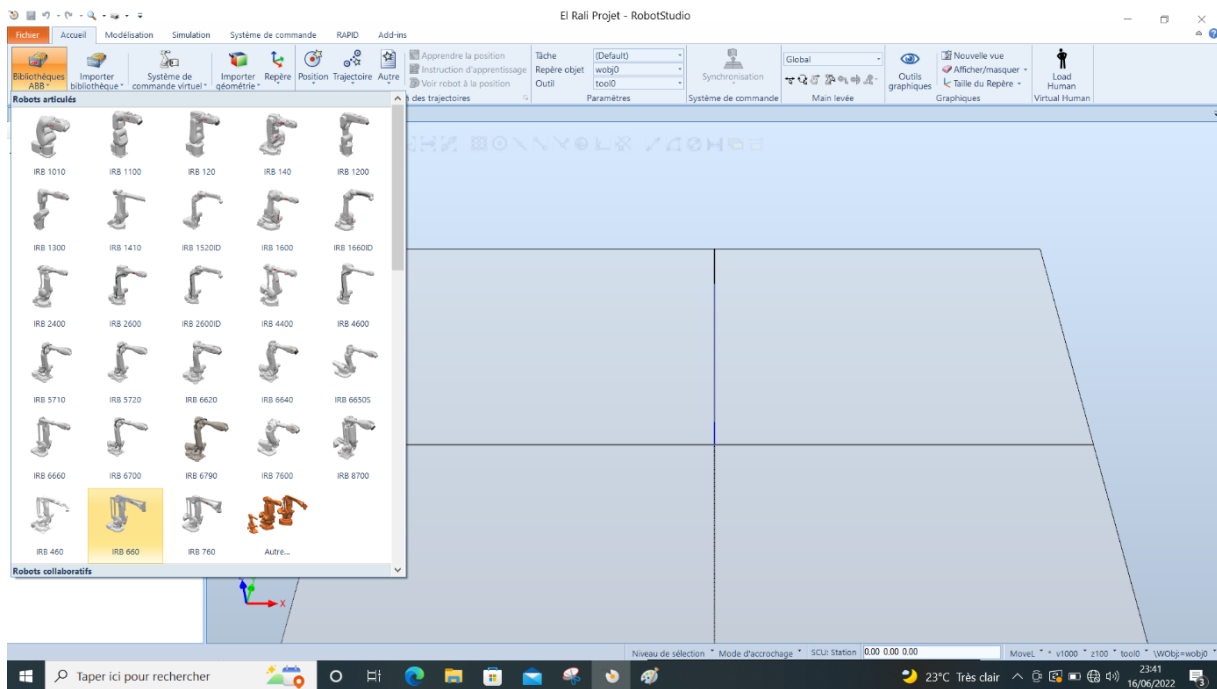 El Rali Projet - RobotStudio
Fichier Accueil Modélisation Simulation Système de commande RAPID Add-ins
Bibliothèques ABB
Importer bibliothèque
Système de commande virtuel
Importer géométrie
Repère
Position
Trajectoire
Autre
Apprendre la position
Instruction d'apprentissage
Voir robot à la position
des trajectoires
Tâche (Default)
Repère objet wobj0
Outil tool0
Paramètres
Synchronisation
Système de commande
Global
Main levée
Outils graphiques
Nouvelle vue
Afficher/masquer
Taille du Repère
Graphiques
Load Human
Virtual Human
Robots articulés
IRB 1010 IRB 1100 IRB 120 IRB 140 IRB 1200
IRB 1300 IRB 1410 IRB 1520ID IRB 1600 IRB 1660ID
IRB 2400 IRB 2600 IRB 2600ID IRB 4400 IRB 4600
IRB 5710 IRB 5720 IRB 6620 IRB 6640 IRB 6650S
IRB 6660 IRB 6700 IRB 6790 IRB 7600 IRB 8700
IRB 460 IRB 660 IRB 760 Autre...
Robots collaboratifs
X
Niveau de sélection Mode d'accrochage SCU: Station 0,00 0,00 0,00 MoveL * v1000 z100 tool0 \WObj:=wobj0
Taper ici pour rechercher
23°C Très clair
23:41
16/06/2022
3